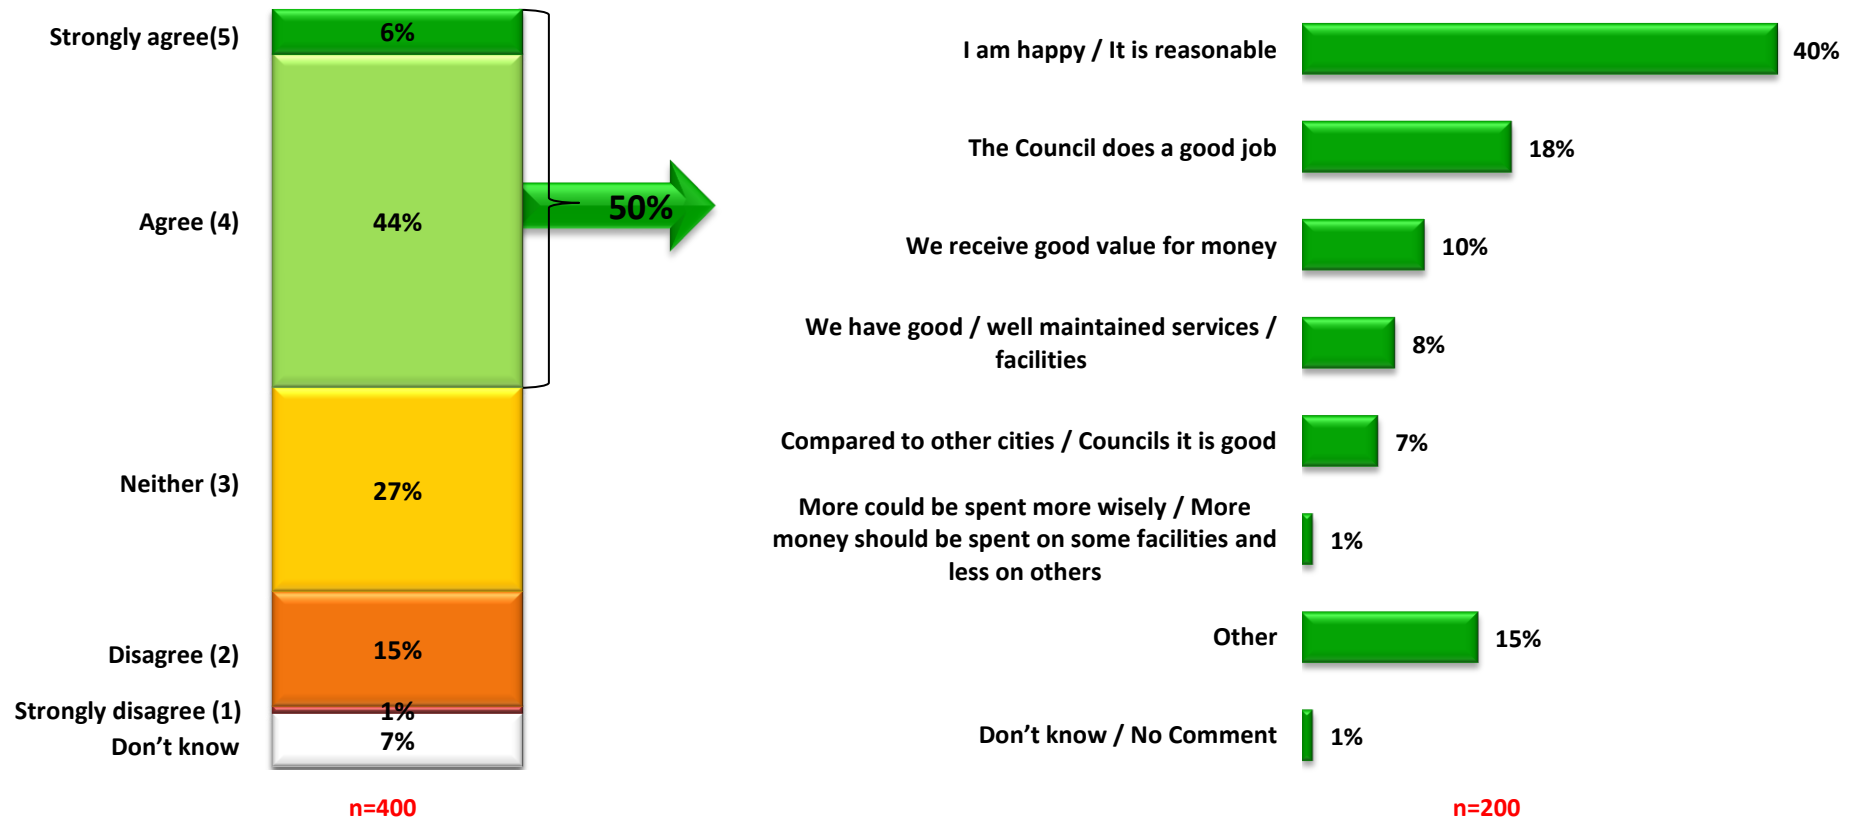 Strongly agree(5)
6%
Agree (4)
44%
50%
Neither (3)
27%
Disagree (2)
15%
Strongly disagree (1)
1%
Don’t know
7%
n=400
I am happy / It is reasonable
40%
The Council does a good job
18%
We receive good value for money
10%
We have good / well maintained services /
facilities
8%
Compared to other cities / Councils it is good
7%
More could be spent more wisely / More
money should be spent on some facilities and
less on others
1%
Other
15%
Don’t know / No Comment
1%
n=200